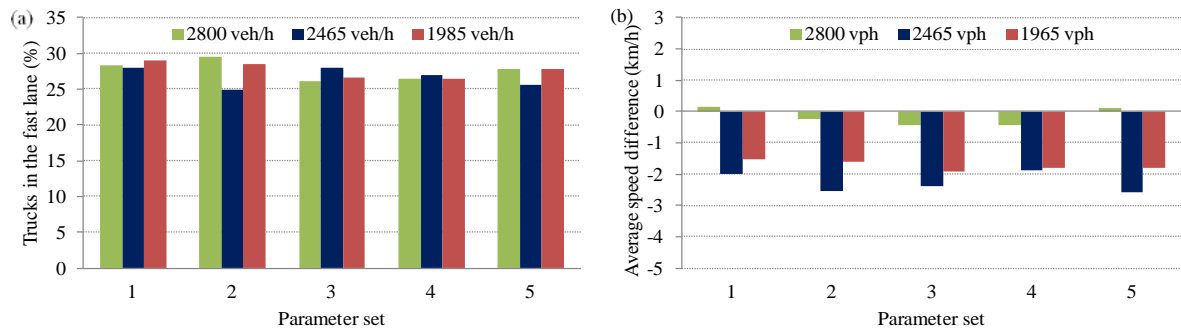 (a)
35
30
25
20
15
10
5
0
Trucks in the fast lane (%)
2800 veh/h 2465 veh/h 1985 veh/h
1 2 3 4 5
Parameter set
(b)
3
2
1
0
-1
-2
-3
-4
-5
Average speed difference (km/h)
2800 vph 2465 vph 1965 vph
1 2 3 4 5
Parameter set